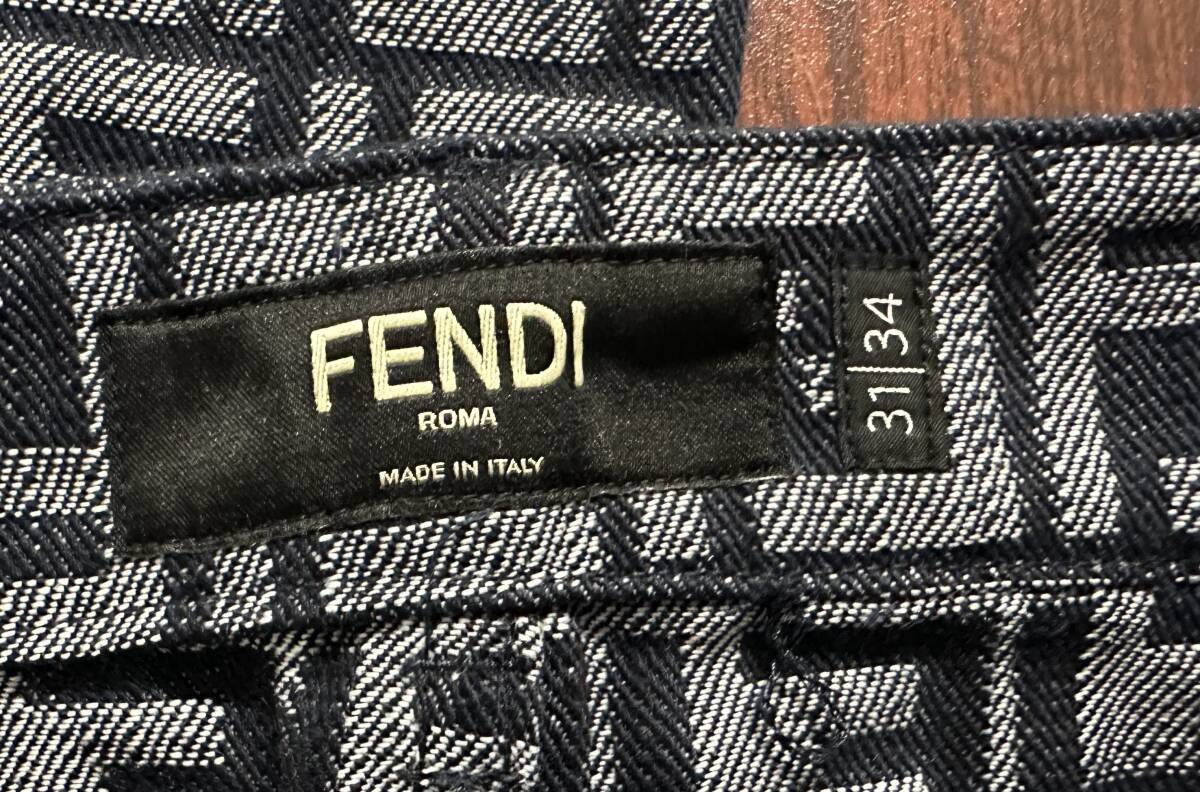 FENDI
ROMA
MADE IN ITALY
31|34